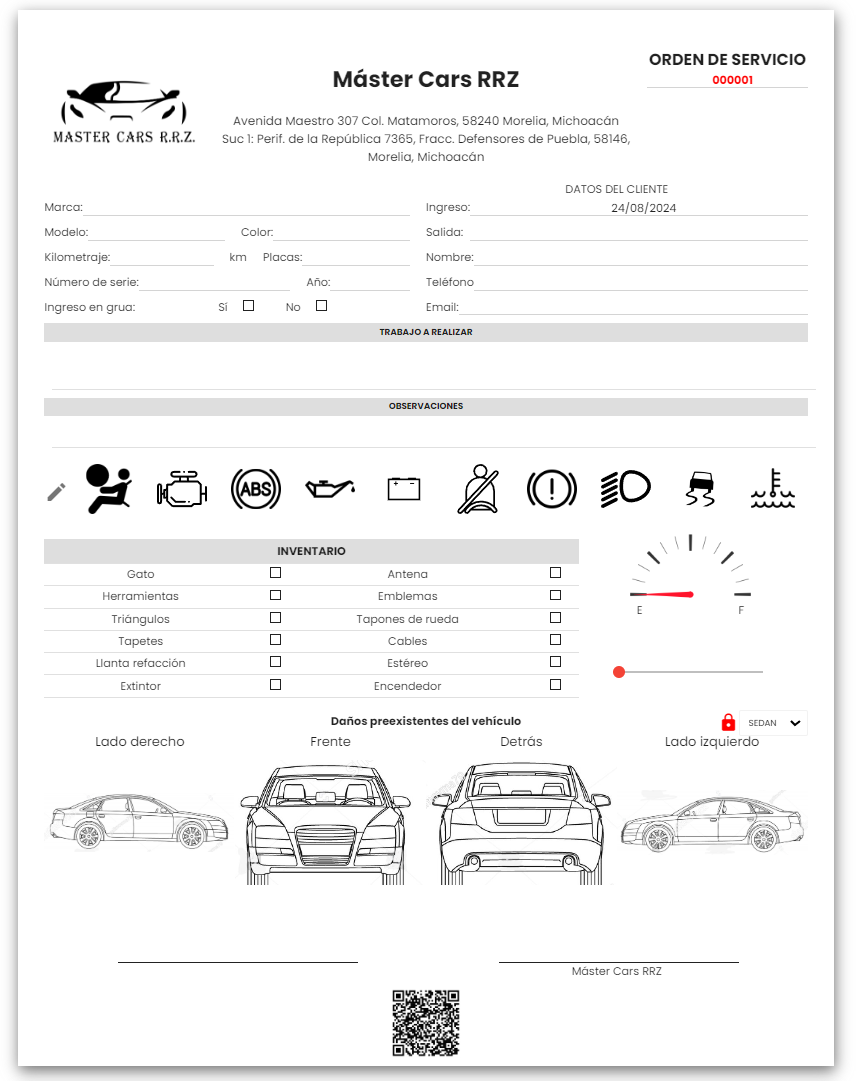 ORDEN DE SERVICIO
000001
Máster Cars RRZ
MASTER CARS R.R.Z.
Avenida Maestro 307 Col. Matamoros, 58240 Morelia, Michoacán
Suc 1: Perif. de la República 7365, Fracc. Defensores de Puebla, 58146,
Morelia, Michoacán
DATOS DEL CLIENTE
Marca: Ingreso: 24/08/2024
Modelo: Color: Salida:
Kilometraje: km Placas: Nombre:
Número de serie: Año: Teléfono
Ingreso en grua: Sí No Email:
TRABAJO A REALIZAR
OBSERVACIONES
ABS
INVENTARIO
Gato Antena
Herramientas Emblemas
Triángulos Tapones de rueda
Tapetes Cables
Llanta refacción Estéreo
Extintor Encendedor
E F
Daños preexistentes del vehículo
SEDAN
Lado derecho Frente Detrás Lado izquierdo
Máster Cars RRZ